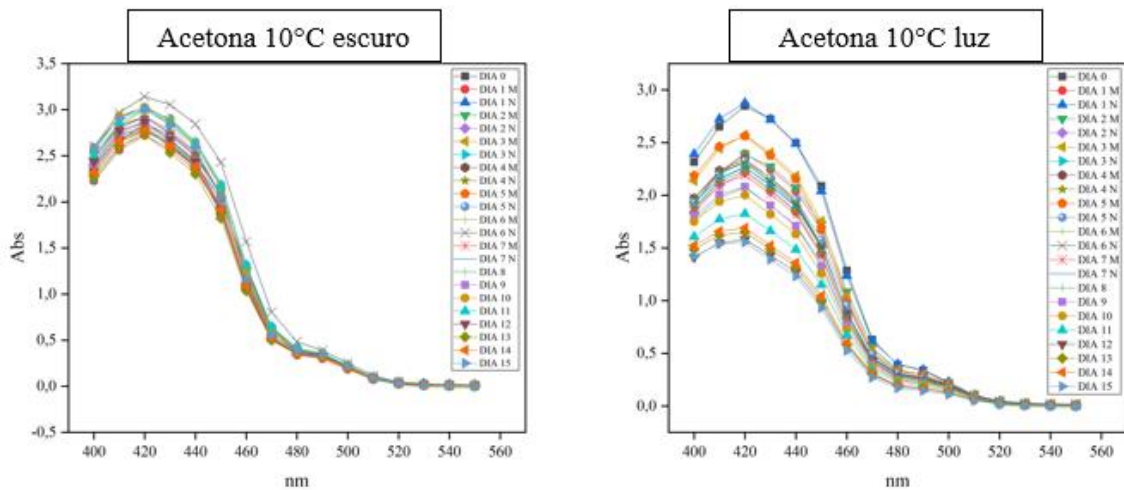 Acetona 10°C escuro
3,5
3,0
2,5
2,0
1,5
1,0
0,5
0,0
-0,5
Abs
400 420 440 460 480 500 520 540 560
nm
DIA 0
DIA 1 M
DIA 1 N
DIA 2 M
DIA 2 N
DIA 3 M
DIA 3 N
DIA 4 M
DIA 4 N
DIA 5 M
DIA 5 N
DIA 6 M
DIA 6 N
DIA 7 M
DIA 7 N
DIA 8
DIA 9
DIA 10
DIA 11
DIA 12
DIA 13
DIA 14
DIA 15
Acetona 10°C luz
3,0
2,5
2,0
1,5
1,0
0,5
0,0
Abs
400 420 440 460 480 500 520 540 560
nm
DIA 0
DIA 1 M
DIA 1 N
DIA 2 M
DIA 2 N
DIA 3 M
DIA 3 N
DIA 4 M
DIA 4 N
DIA 5 M
DIA 5 N
DIA 6 M
DIA 6 N
DIA 7 M
DIA 7 N
DIA 8
DIA 9
DIA 10
DIA 11
DIA 12
DIA 13
DIA 14
DIA 15